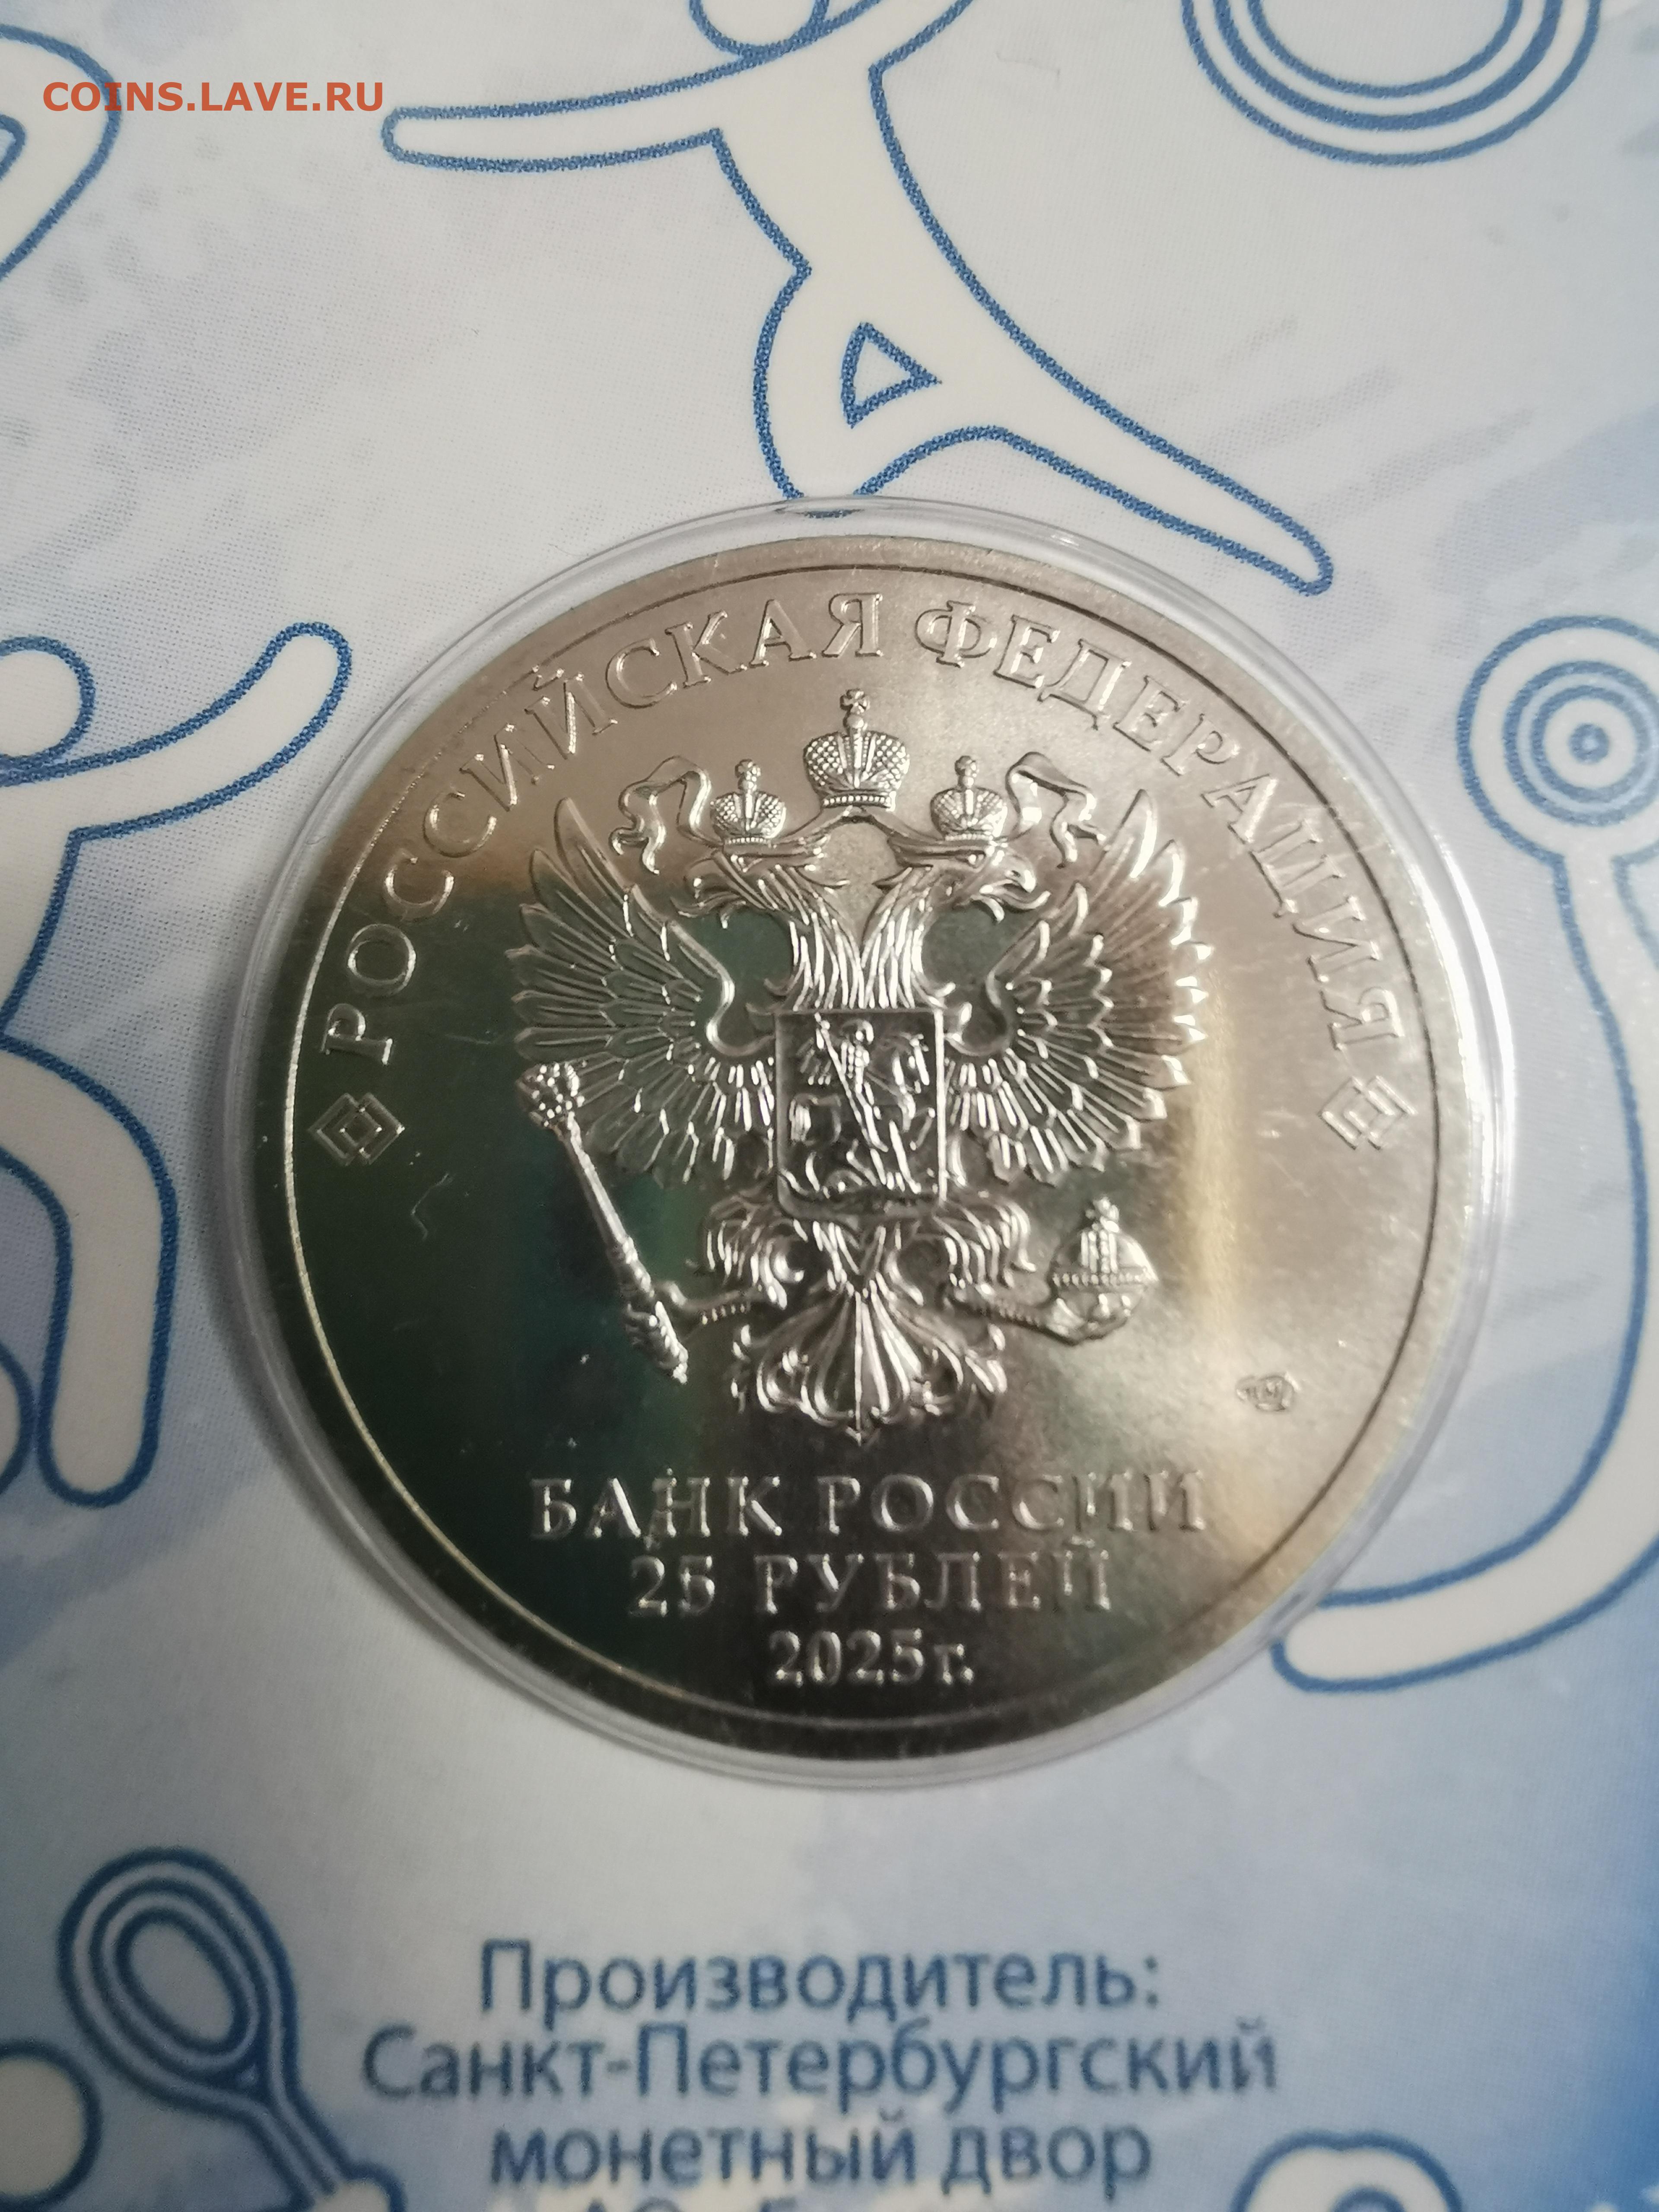 COINS.LAVE.RU
РОССИЙСКАЯ ФЕДЕРАЦИЯ
БАНК РОССИИ
25 РУБЛЕЙ
2025 г.
Производитель:
Санкт-Петербургский
монетный двор